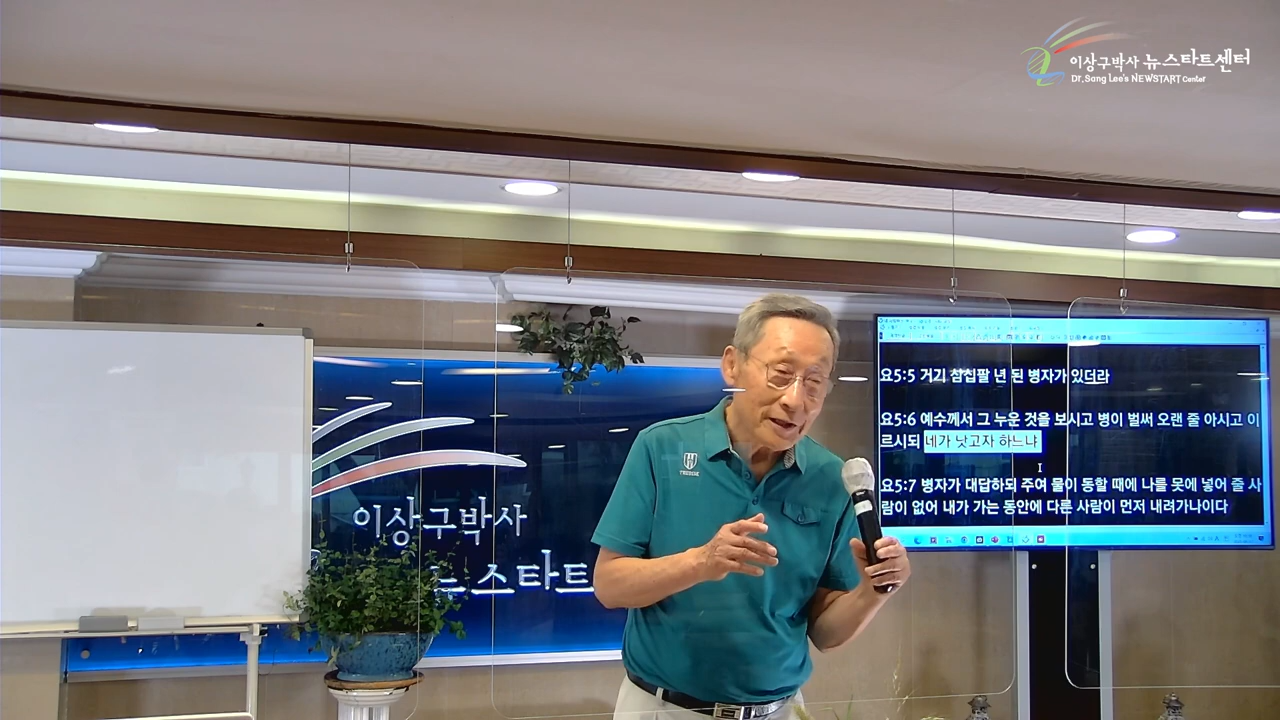 이상구박사 뉴스타트센터
Dr. Sang Lee's NEWSTART Center
요5:5 거기 삼십팔 년 된 병자가 있더라
요5:6 예수께서 그 누운 것을 보시고 병이 벌써 오랜 줄 아시고 이
르시되 네가 낫고자 하느냐
요5:7 병자가 대답하되 주여 물이 동할 때에 나를 못에 넣어 줄 사
람이 없어 내가 가는 동안에 다른 사람이 먼저 내려가나이다
이상구박사
뉴스타트